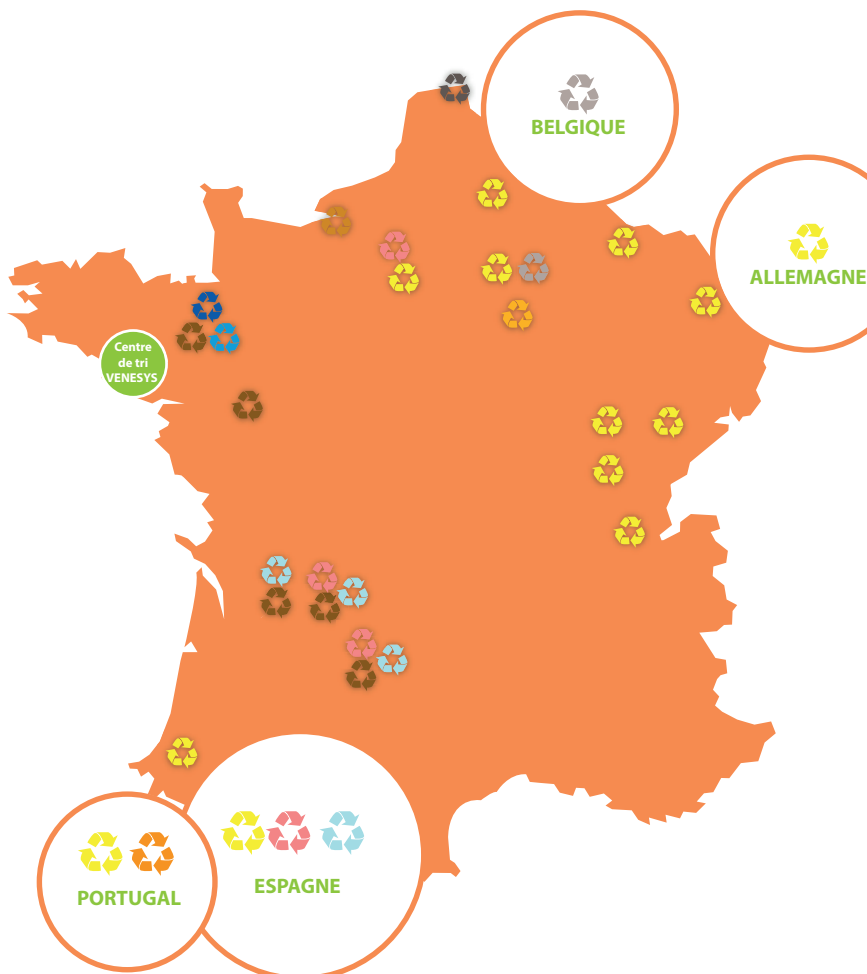 BELGIQUE
ALLEMAGNE
Centre
de tri
VENESYS
ESPAGNE
PORTUGAL